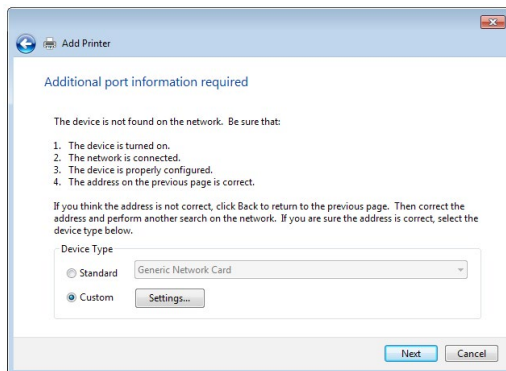 Add Printer
Additional port information required
The device is not found on the network.  Be sure that:
1.  The device is turned on.
2.  The network is connected.
3.  The device is properly configured.
4.  The address on the previous page is correct.
If you think the address is not correct, click Back to return to the previous page.  Then correct the
address and perform another search on the network.  If you are sure the address is correct, select the
device type below.
Device Type
Standard
Generic Network Card
Custom
Settings...
Next
Cancel